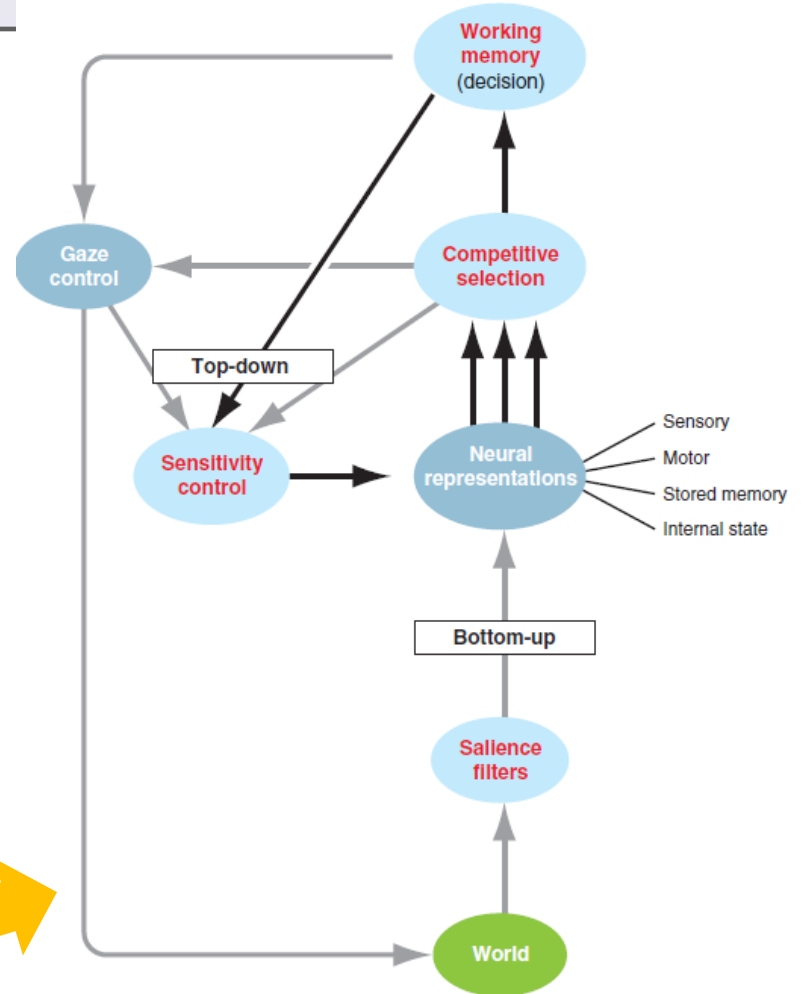 Working
memory
(decision)
Gaze
control
Competitive
selection
Top-down
Sensitivity
control
Neural
representations
Sensory
Motor
Stored memory
Internal state
Bottom-up
Salience
filters
World